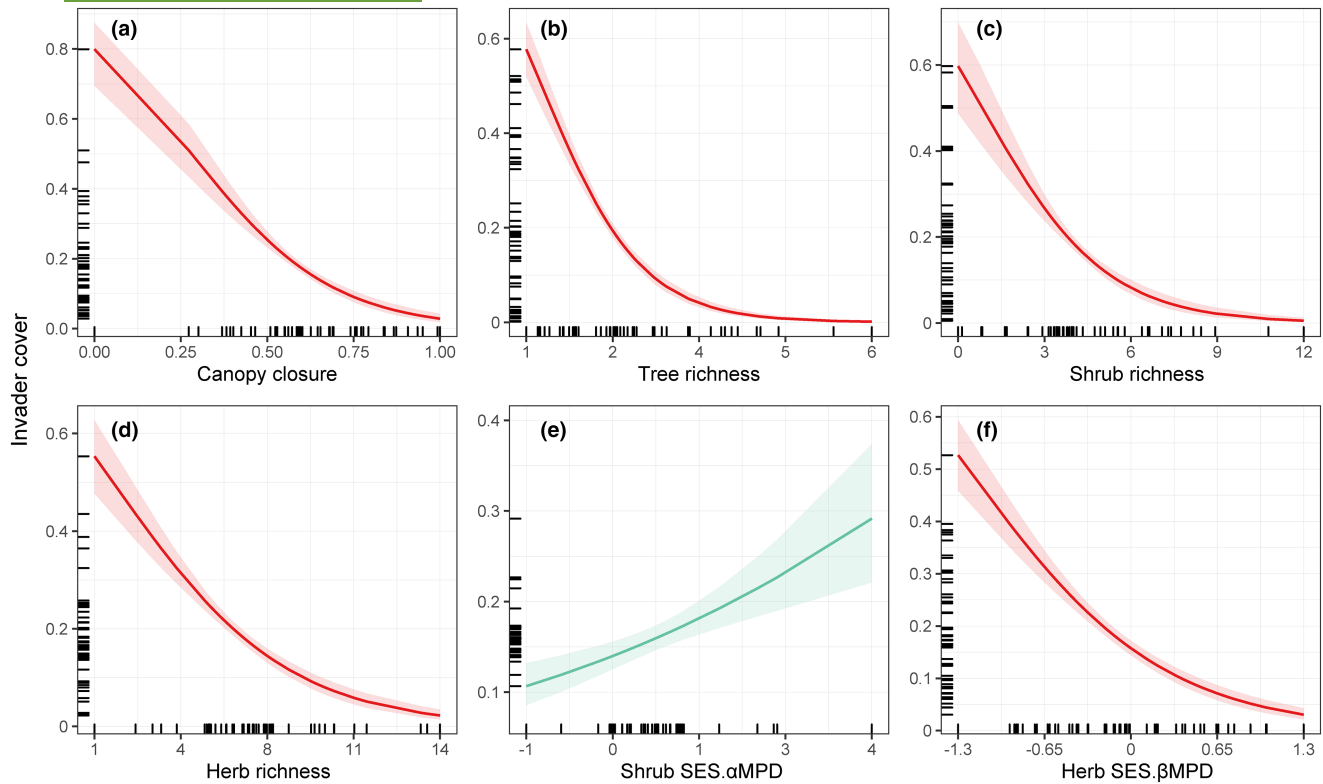 (a)
0.8
0.6
0.4
0.2
0.0
0.00 0.25 0.50 0.75 1.00
Canopy closure
(b)
0.6
0.4
0.2
0
1 2 4 5 6
Tree richness
(c)
0.6
0.4
0.2
0
0 3 6 9 12
Shrub richness
Invader cover
(d)
0.6
0.4
0.2
0
1 4 8 11 14
Herb richness
(e)
0.4
0.3
0.2
0.1
-1 0 1 3 4
Shrub SES.αMPD
(f)
0.6
0.5
0.4
0.3
0.2
0.1
0
-1.3 -0.65 0 0.65 1.3
Herb SES.βMPD